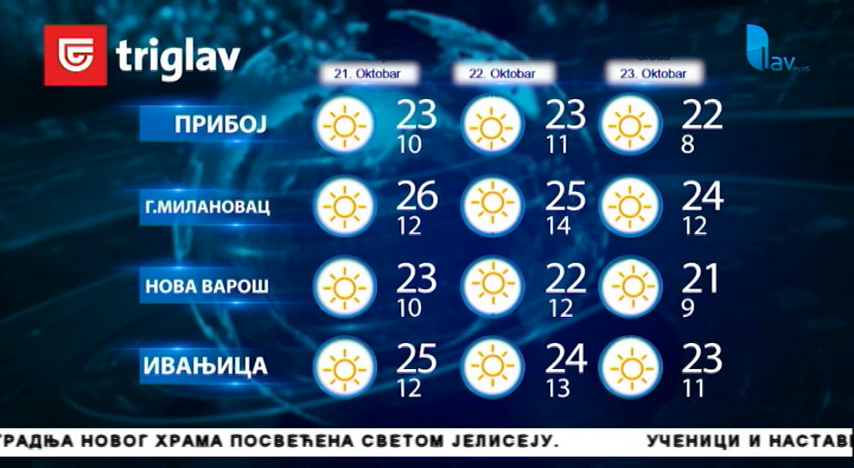 triglav
lav
PLUS
21. Oktobar 22. Oktobar 23. Oktobar
ПРИБОЈ 23 10 23 11 22 8
Г.МИЛАНОВАЦ 26 12 25 14 24 12
НОВА ВАРОШ 23 10 22 12 21 9
ИВАЊИЦА 25 12 24 13 23 11
НОВОГ ХРАМА ПОСВЕЋЕНА СВЕТОМ ЈЕЛИСЕЈУ. УЧЕНИЦИ И